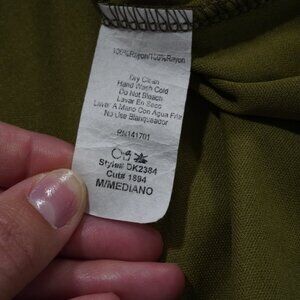 100%Rayon/100%Rayon
Dry Clean
Hand Wash Cold
Do Not Bleach
Lavar En Seco
Lavar A Mano Con Agua Fria
No Use Blanqueador
RN141701
Style# DK2384
Cut# 1894
M/MEDIANO